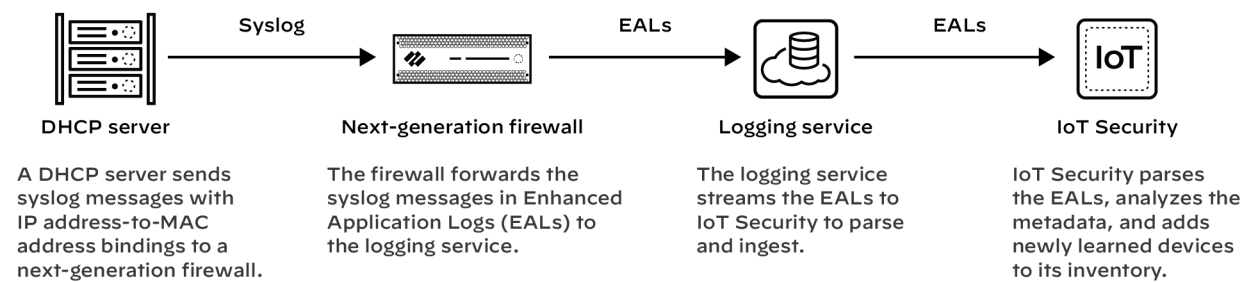 Syslog
EALs
EALs
IoT
DHCP server
Next-generation firewall
Logging service
IoT Security
A DHCP server sends
syslog messages with
IP address-to-MAC
address bindings to a
next-generation firewall.
The firewall forwards the
syslog messages in Enhanced
Application Logs (EALs) to
the logging service.
The logging service
streams the EALs to
IoT Security to parse
and ingest.
IoT Security parses
the EALs, analyzes the
metadata, and adds
newly learned devices
to its inventory.